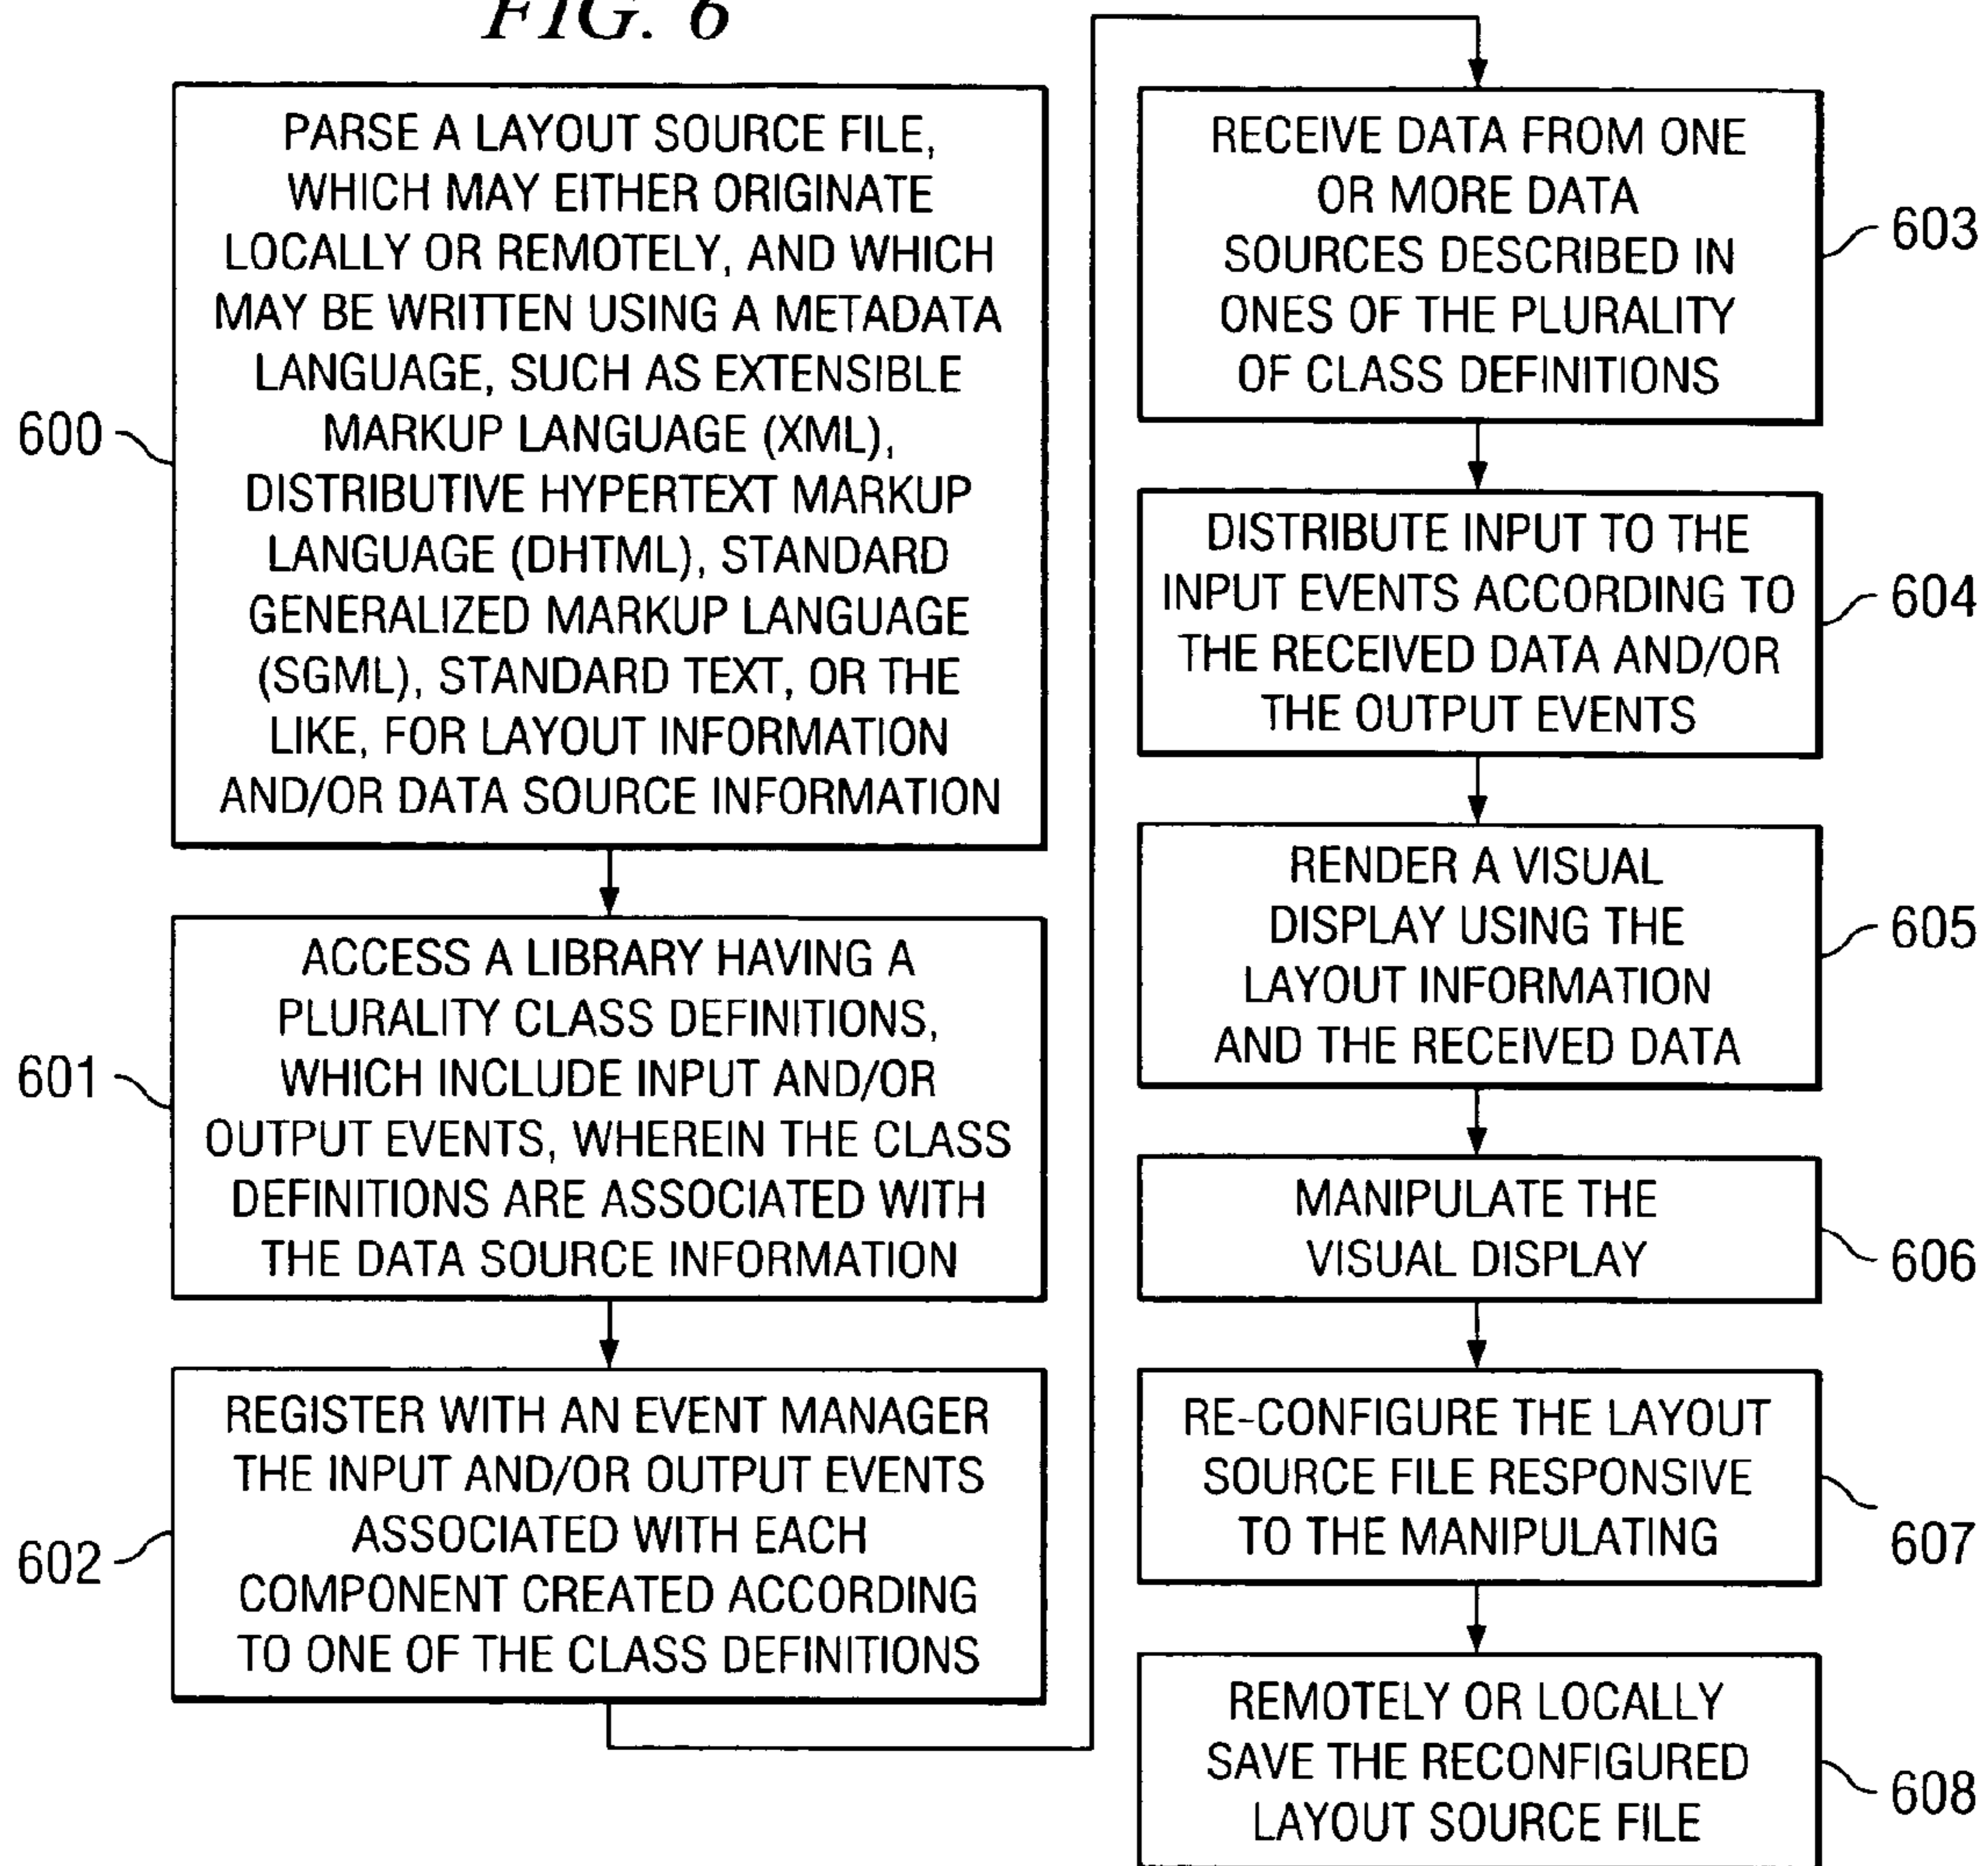 FIG. 6
PARSE A LAYOUT SOURCE FILE,
WHICH MAY EITHER ORIGINATE
LOCALLY OR REMOTELY, AND WHICH
MAY BE WRITTEN USING A METADATA
LANGUAGE, SUCH AS EXTENSIBLE
MARKUP LANGUAGE (XML),
DISTRIBUTIVE HYPERTEXT MARKUP
LANGUAGE (DHTML), STANDARD
GENERALIZED MARKUP LANGUAGE
(SGML), STANDARD TEXT, OR THE
LIKE, FOR LAYOUT INFORMATION
AND/OR DATA SOURCE INFORMATION
600
ACCESS A LIBRARY HAVING A
PLURALITY CLASS DEFINITIONS,
WHICH INCLUDE INPUT AND/OR
OUTPUT EVENTS, WHEREIN THE CLASS
DEFINITIONS ARE ASSOCIATED WITH
THE DATA SOURCE INFORMATION
601
REGISTER WITH AN EVENT MANAGER
THE INPUT AND/OR OUTPUT EVENTS
ASSOCIATED WITH EACH
COMPONENT CREATED ACCORDING
TO ONE OF THE CLASS DEFINITIONS
602
RECEIVE DATA FROM ONE
OR MORE DATA
SOURCES DESCRIBED IN
ONES OF THE PLURALITY
OF CLASS DEFINITIONS
603
DISTRIBUTE INPUT TO THE
INPUT EVENTS ACCORDING TO
THE RECEIVED DATA AND/OR
THE OUTPUT EVENTS
604
RENDER A VISUAL
DISPLAY USING THE
LAYOUT INFORMATION
AND THE RECEIVED DATA
605
MANIPULATE THE
VISUAL DISPLAY
606
RE-CONFIGURE THE LAYOUT
SOURCE FILE RESPONSIVE
TO THE MANIPULATING
607
REMOTELY OR LOCALLY
SAVE THE RECONFIGURED
LAYOUT SOURCE FILE
608